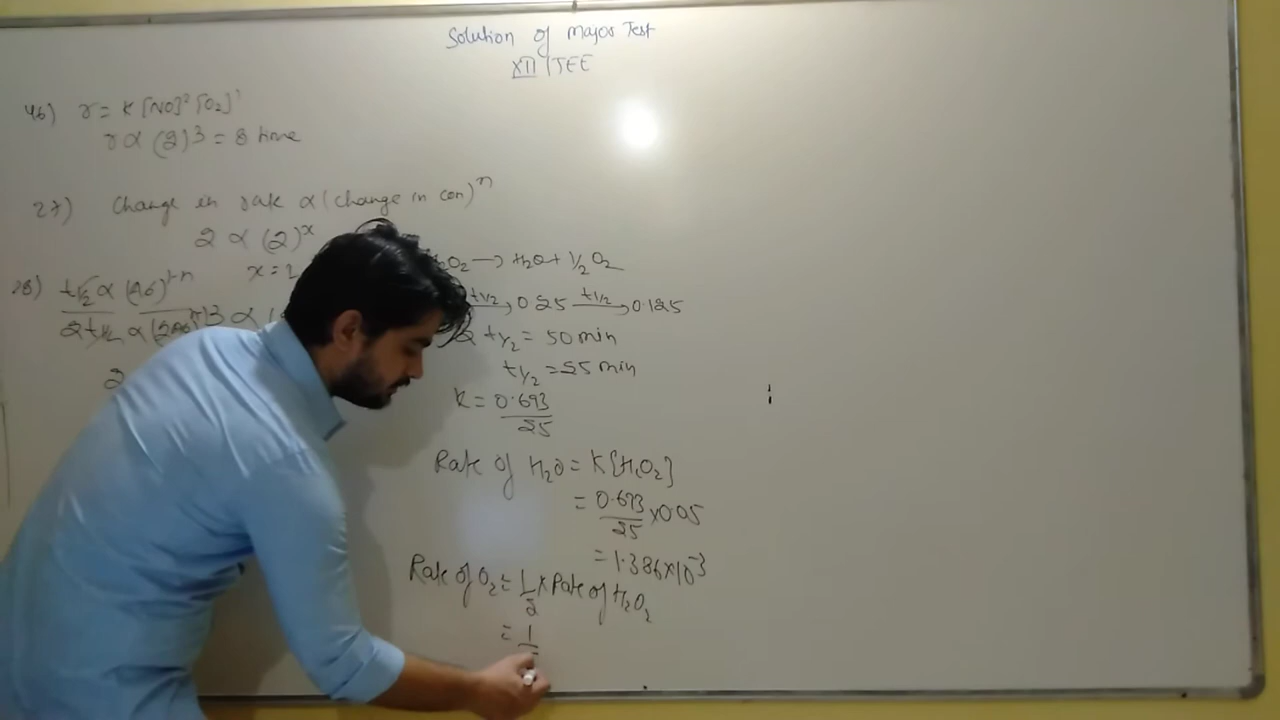 Solution of Major Test
XII JEE
46) r = K [NO]² [O₂]¹
r ∝ (2)³ = 8 time
27) Change in rate ∝ (change in con)ⁿ
2 ∝ (2)ˣ
x = 1
28) t1/2 ∝ (A0)¹⁻ⁿ
2 t1/2 ∝ (2A0)
2
O₂ → H₂O + 1/2 O₂
t1/2 → 0.25 t1/2 → 0.125
2 t1/2 = 50 min
t1/2 = 25 min
K = 0.693/25
Rate of H₂O = K[H₂O₂]
= 0.693/25 × 0.05
= 1.386 × 10⁻³
Rate of O₂ = 1/2 × Rate of H₂O₂
= 1